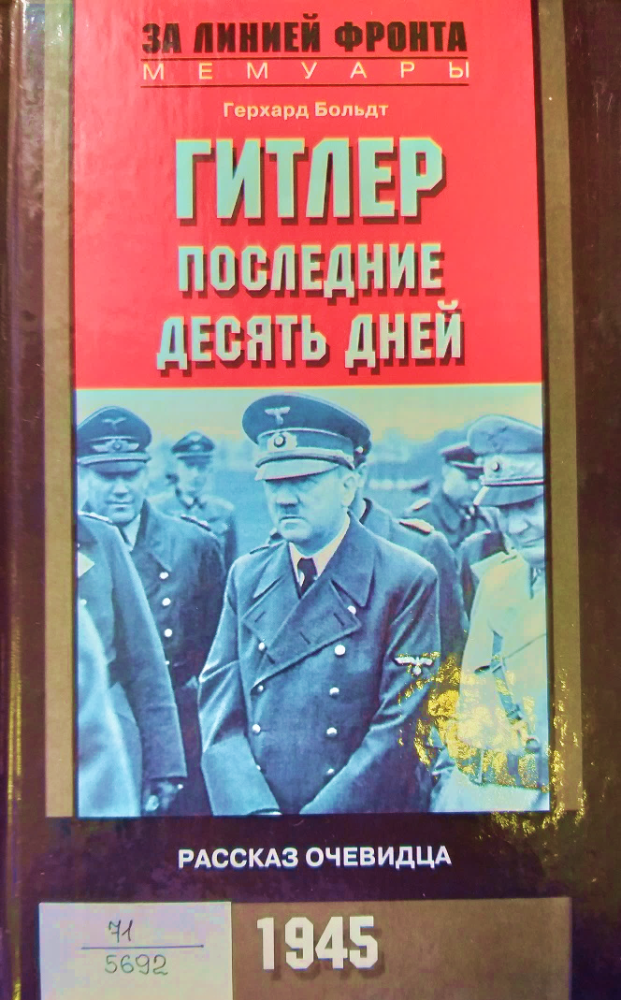 ЗА ЛИНИЕЙ ФРОНТА
МЕМУАРЫ
Герхард Больдт
ГИТЛЕР
ПОСЛЕДНИЕ
ДЕСЯТЬ ДНЕЙ
РАССКАЗ ОЧЕВИДЦА
1945
71
5692